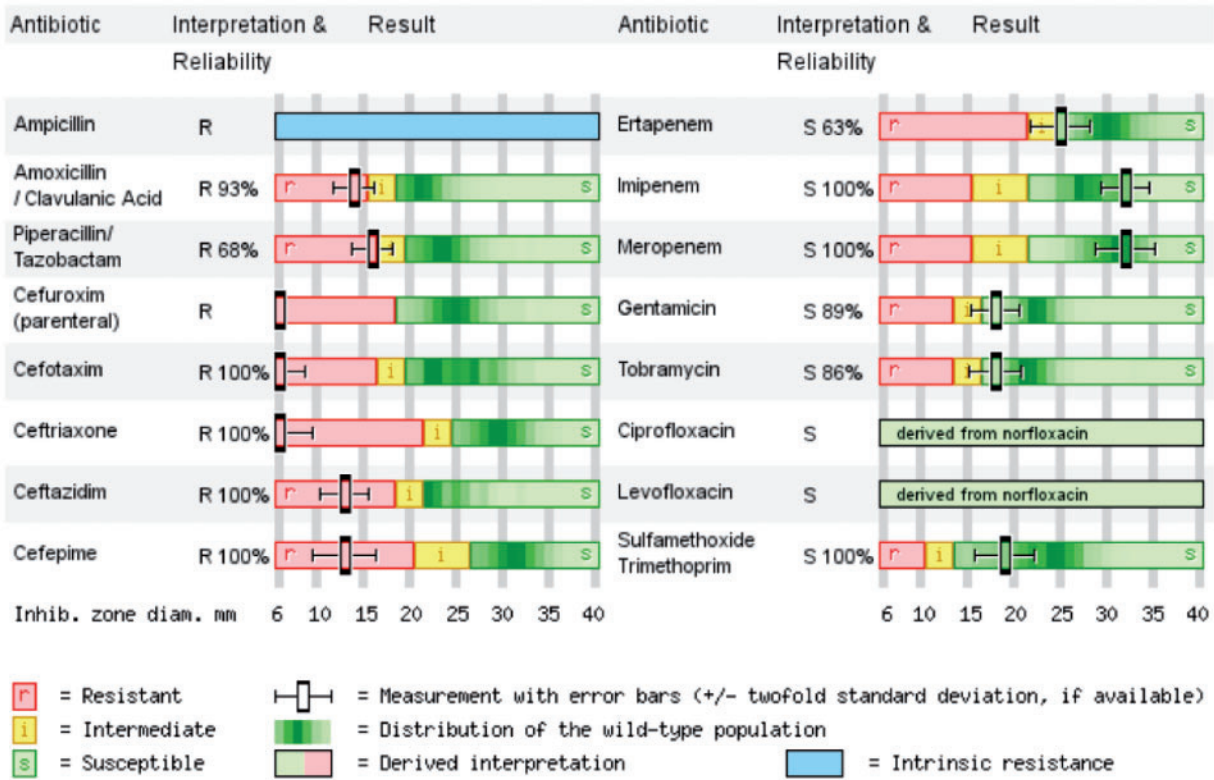 Antibiotic Interpretation & Result Antibiotic Interpretation & Result
Reliability Reliability
Ampicillin R
Amoxicillin
/ Clavulanic Acid R 93% r i s
Piperacillin/
Tazobactam R 68% r s
Cefuroxim
(parenteral) R s
Cefotaxim R 100% i s
Ceftriaxone R 100% i s
Ceftazidim R 100% r i s
Cefepime R 100% r i s
Inhib. zone diam. mm 6 10 15 20 25 30 35 40
Ertapenem S 63% r i s
Imipenem S 100% r i s
Meropenem S 100% r i s
Gentamicin S 89% r i s
Tobramycin S 86% r i s
Ciprofloxacin S derived from norfloxacin
Levofloxacin S derived from norfloxacin
Sulfamethoxide
Trimethoprim S 100% r i s
6 10 15 20 25 30 35 40
r = Resistant = Measurement with error bars (+/- twofold standard deviation, if available)
i = Intermediate = Distribution of the wild-type population
s = Susceptible = Derived interpretation = Intrinsic resistance